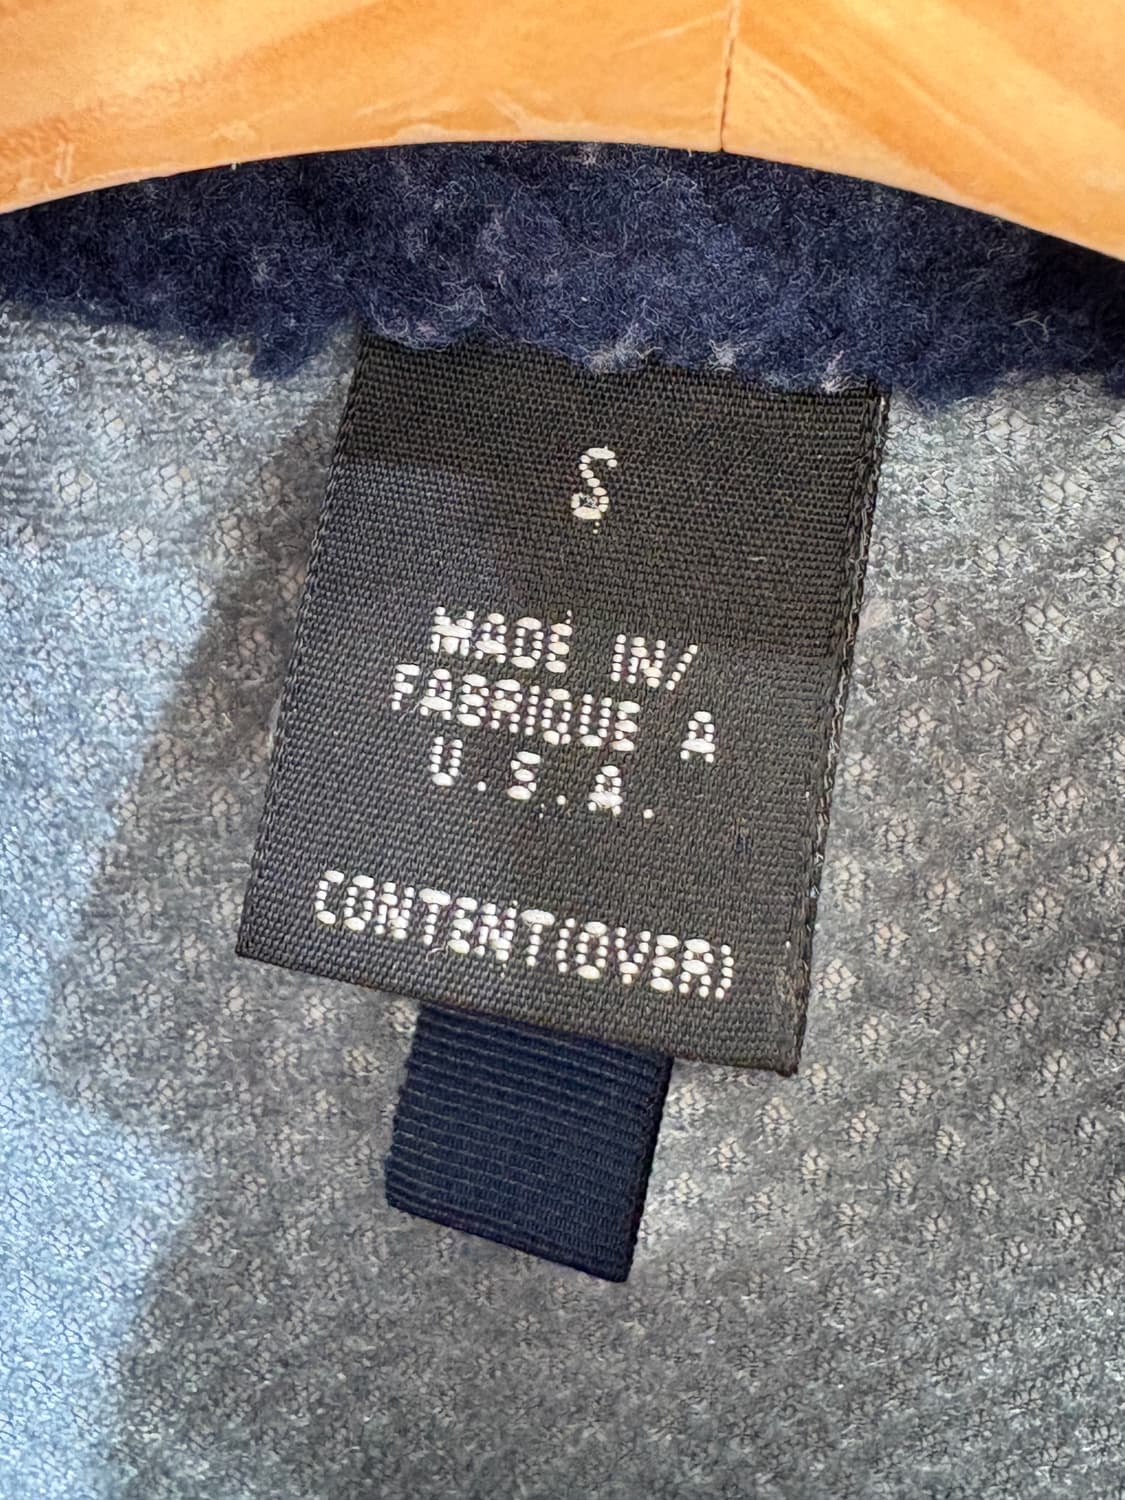 S
MADE IN/
FABRIQUE A
U.S.A.
CONTENT(OVER)